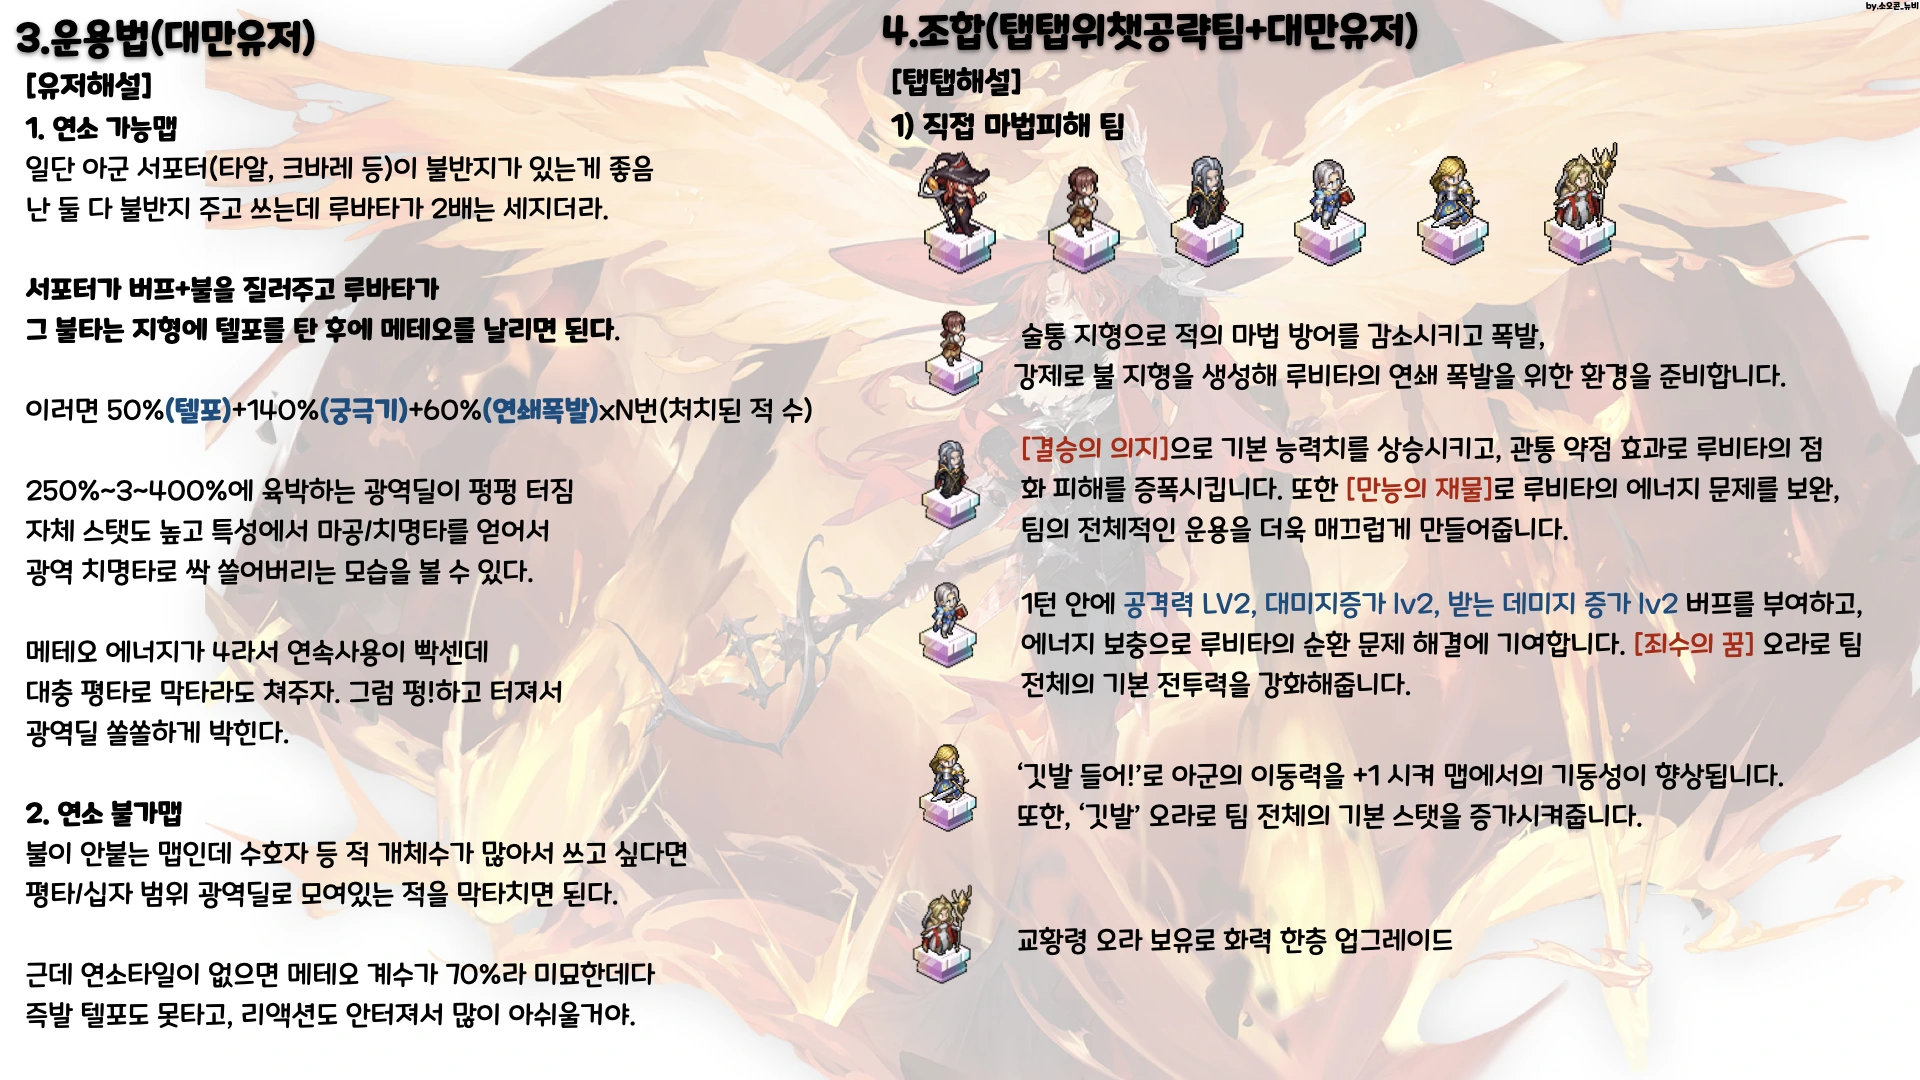 by.소오콘_뉴비
3.운용법(대만유저)
[유저해설]
1. 연소 가능맵
일단 아군 서포터(타알, 크바레 등)이 불반지가 있는게 좋음
난 둘 다 불반지 주고 쓰는데 루바타가 2배는 세지더라.
서포터가 버프+불을 질러주고 루바타가
그 불타는 지형에 텔포를 탄 후에 메테오를 날리면 된다.
이러면 50%(텔포)+140%(궁극기)+60%(연쇄폭발)xN번(처치된 적 수)
250%~3~400%에 육박하는 광역딜이 펑펑 터짐
자체 스탯도 높고 특성에서 마공/치명타를 얻어서
광역 치명타로 싹 쓸어버리는 모습을 볼 수 있다.
메테오 에너지가 4라서 연속사용이 빡센데
대충 평타로 막타라도 쳐주자. 그럼 펑!하고 터져서
광역딜 쏠쏠하게 박힌다.
2. 연소 불가맵
불이 안붙는 맵인데 수호자 등 적 개체수가 많아서 쓰고 싶다면
평타/십자 범위 광역딜로 모여있는 적을 막타치면 된다.
근데 연소타일이 없으면 메테오 계수가 70%라 미묘한데다
즉발 텔포도 못타고, 리액션도 안터져서 많이 아쉬울거야.
4.조합(탭탭위챗공략팀+대만유저)
[탭탭해설]
1) 직접 마법피해 팀
술통 지형으로 적의 마법 방어를 감소시키고 폭발,
강제로 불 지형을 생성해 루비타의 연쇄 폭발을 위한 환경을 준비합니다.
[결승의 의지]으로 기본 능력치를 상승시키고, 관통 약점 효과로 루비타의 점
화 피해를 증폭시킵니다. 또한 [만능의 재물]로 루비타의 에너지 문제를 보완,
팀의 전체적인 운용을 더욱 매끄럽게 만들어줍니다.
1턴 안에 공격력 LV2, 대미지증가 lv2, 받는 데미지 증가 lv2 버프를 부여하고,
에너지 보충으로 루비타의 순환 문제 해결에 기여합니다. [죄수의 꿈] 오라로 팀
전체의 기본 전투력을 강화해줍니다.
‘깃발 들어!’로 아군의 이동력을 +1 시켜 맵에서의 기동성이 향상됩니다.
또한, ‘깃발’ 오라로 팀 전체의 기본 스탯을 증가시켜줍니다.
교황령 오라 보유로 화력 한층 업그레이드